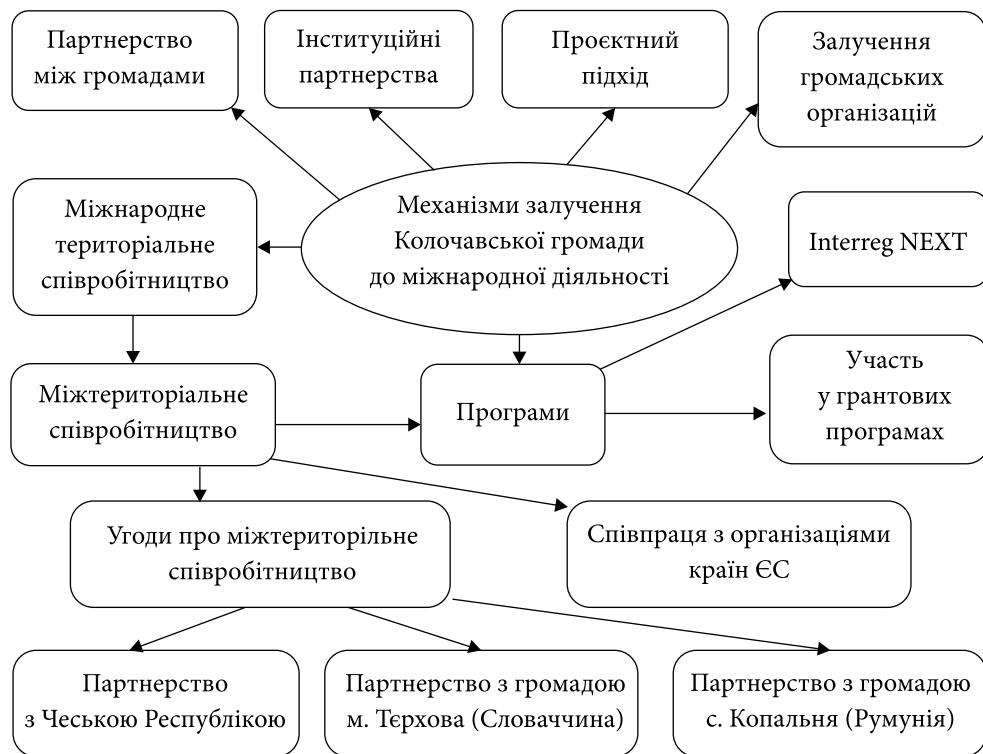 Партнерство
між громадами
Інституційні
партнерства
Проєктний
підхід
Залучення
громадських
організацій
Міжнародне
територіальне
співробітництво
Механізми залучення
Колочавської громади
до міжнародної діяльності
Interreg NEXT
Міжтериторіальне
співробітництво
Програми
Участь
у грантових
програмах
Угоди про міжтериторільне
співробітництво
Співпраця з організаціями
країн ЄС
Партнерство
з Чеською Республікою
Партнерство з громадою
м. Тєрхова (Словаччина)
Партнерство з громадою
с. Копальня (Румунія)